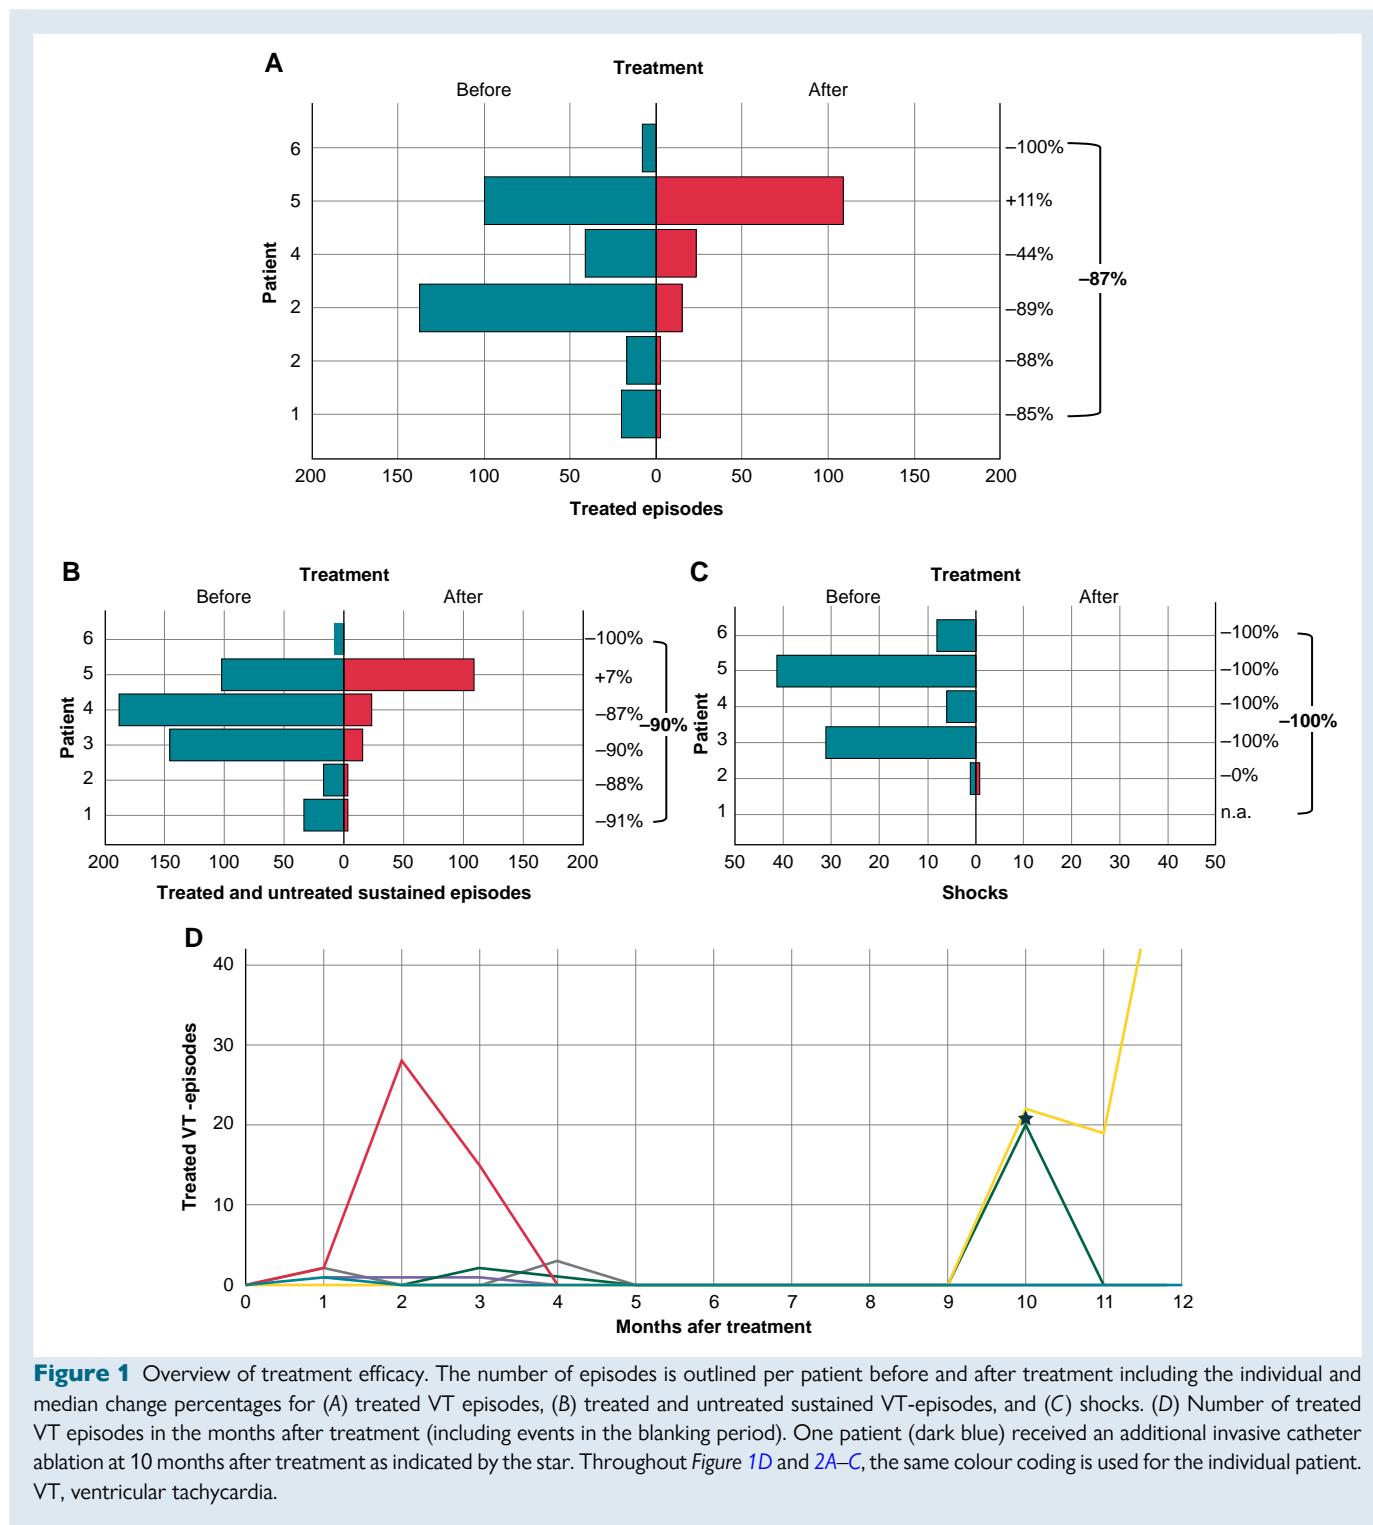 A
Treatment
Before After
6 –100%
5 +11%
4 –44%
–87%
2 –89%
2 –88%
1 –85%
Patient
200 150 100 50 0 50 100 150 200
Treated episodes
B
Treatment
Before After
6 –100%
5 +7%
4 –87%
–90%
3 –90%
2 –88%
1 –91%
Patient
200 150 100 50 0 50 100 150 200
Treated and untreated sustained episodes
C
Treatment
Before After
6 –100%
5 –100%
4 –100%
–100%
3 –100%
2 –0%
1 n.a.
Patient
50 40 30 20 10 0 10 20 30 40 50
Shocks
D
40
30
20
10
0
Treated VT -episodes
0 1 2 3 4 5 6 7 8 9 10 11 12
Months afer treatment
Figure 1 Overview of treatment efficacy. The number of episodes is outlined per patient before and after treatment including the individual and
median change percentages for (A) treated VT episodes, (B) treated and untreated sustained VT-episodes, and (C) shocks. (D) Number of treated
VT episodes in the months after treatment (including events in the blanking period). One patient (dark blue) received an additional invasive catheter
ablation at 10 months after treatment as indicated by the star. Throughout Figure 1D and 2A–C, the same colour coding is used for the individual patient.
VT, ventricular tachycardia.